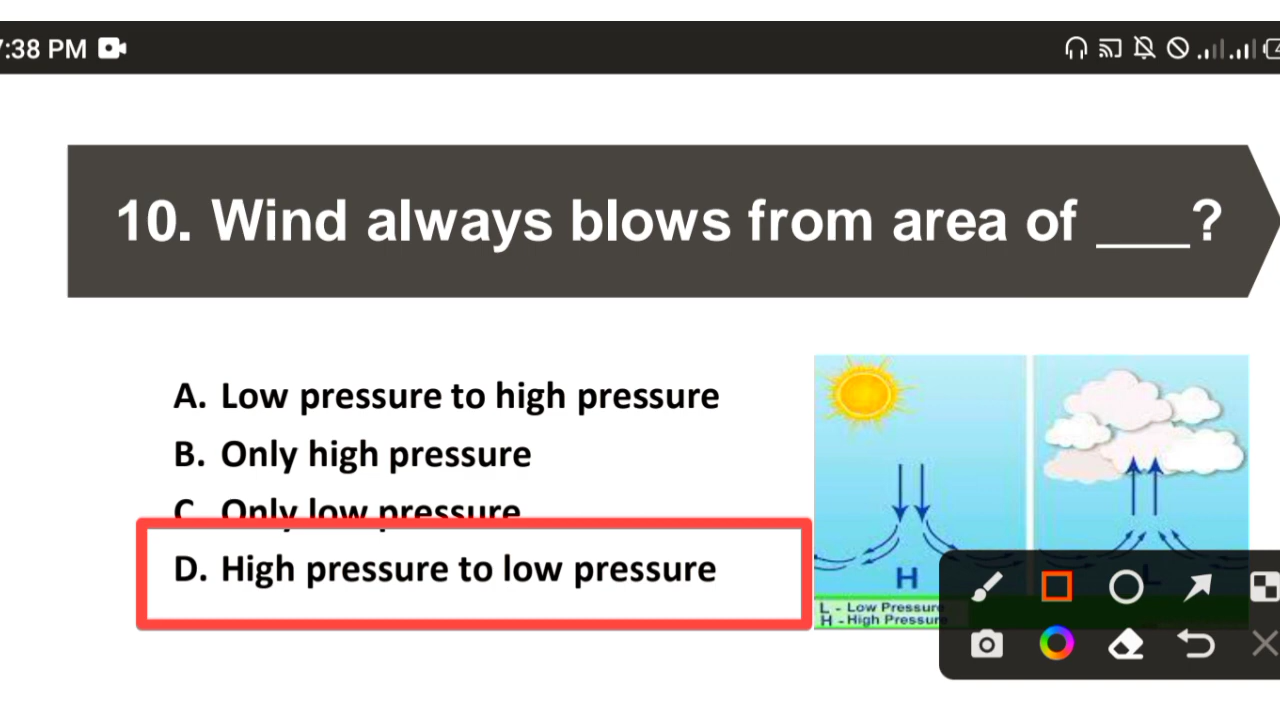 :38 PM
10. Wind always blows from area of ___?
A. Low pressure to high pressure
B. Only high pressure
C Only low pressure
D. High pressure to low pressure
H
L
L - Low Pressure
H - High Pressure